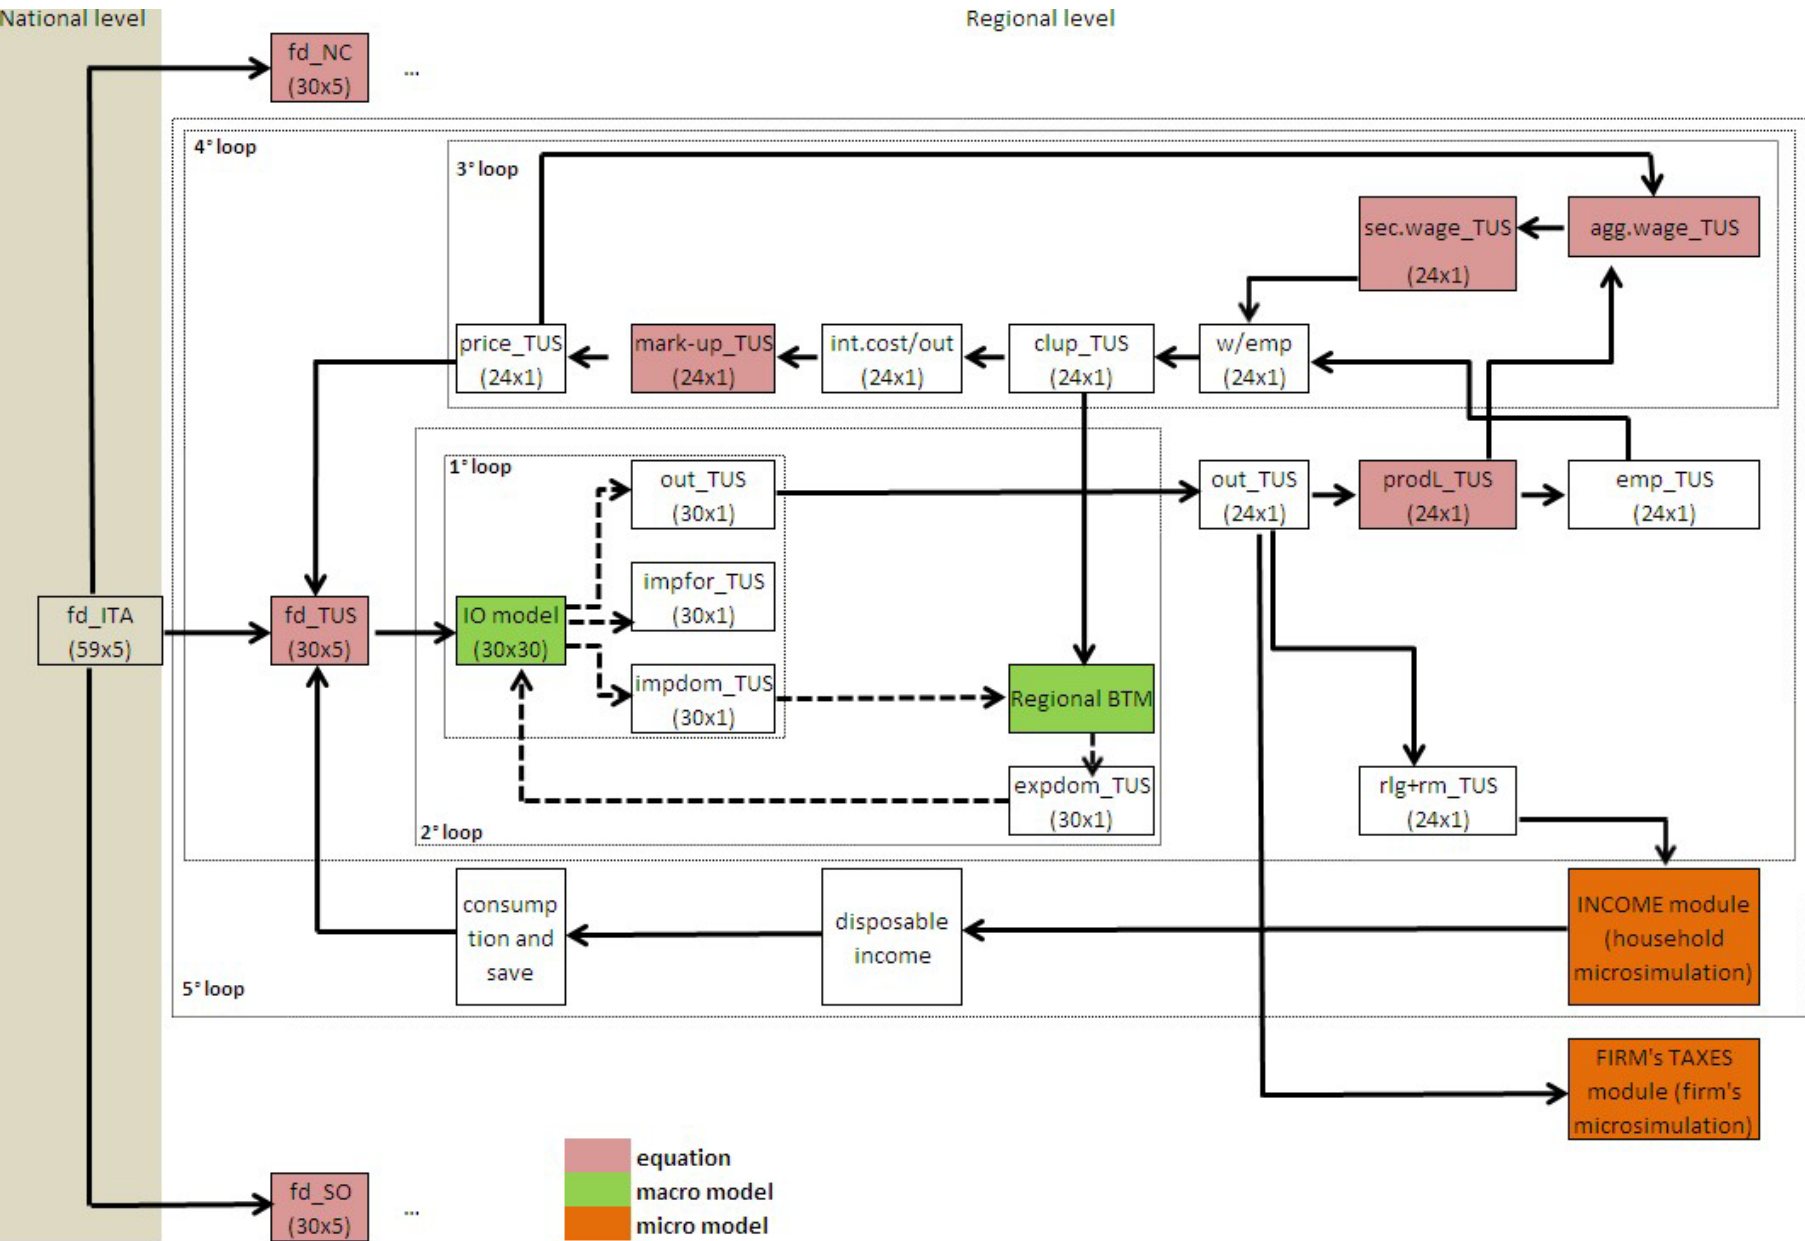 National level
Regional level
fd_NC
(30x5)
...
4° loop
3° loop
sec.wage_TUS
(24x1)
agg.wage_TUS
price_TUS
(24x1)
mark-up_TUS
(24x1)
int.cost/out
(24x1)
clup_TUS
(24x1)
w/emp
(24x1)
1° loop
out_TUS
(30x1)
out_TUS
(24x1)
prodL_TUS
(24x1)
emp_TUS
(24x1)
impfor_TUS
(30x1)
fd_ITA
(59x5)
fd_TUS
(30x5)
IO model
(30x30)
impdom_TUS
(30x1)
Regional BTM
expdom_TUS
(30x1)
rlg+rm_TUS
(24x1)
2° loop
consump
tion and
save
disposable
income
INCOME module
(household
microsimulation)
5° loop
FIRM's TAXES
module (firm's
microsimulation)
equation
macro model
micro model
fd_SO
(30x5)
...